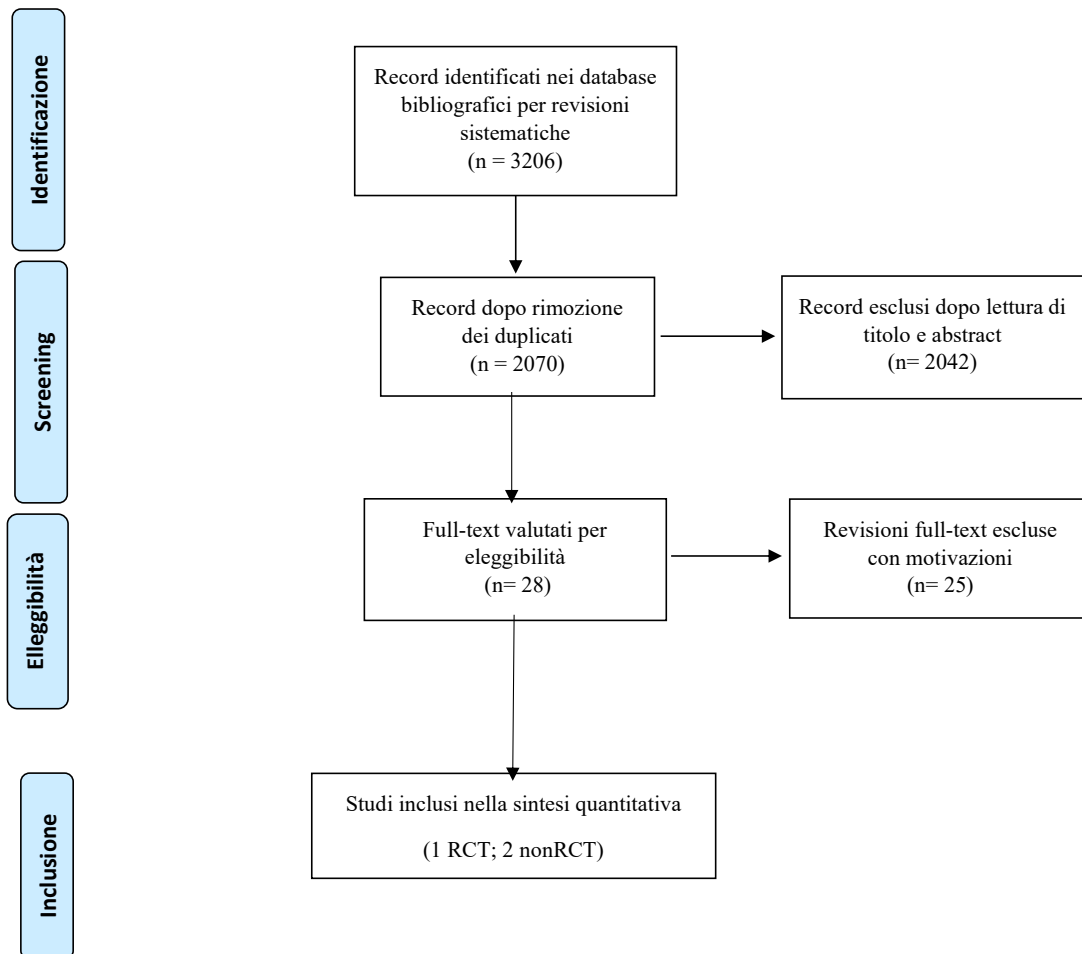 Identificazione
Record identificati nei database
bibliografici per revisioni
sistematiche
(n = 3206)
Screening
Record dopo rimozione
dei duplicati
(n = 2070)
Record esclusi dopo lettura di
titolo e abstract
(n= 2042)
Elleggibilità
Full-text valutati per
eleggibilità
(n= 28)
Revisioni full-text escluse
con motivazioni
(n= 25)
Inclusione
Studi inclusi nella sintesi quantitativa
(1 RCT; 2 nonRCT)